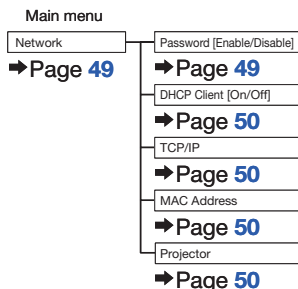 Main menu
Network
➡Page 49
Password [Enable/Disable]
➡Page 49
DHCP Client [On/Off]
➡Page 50
TCP/IP
➡Page 50
MAC Address
➡Page 50
Projector
➡Page 50